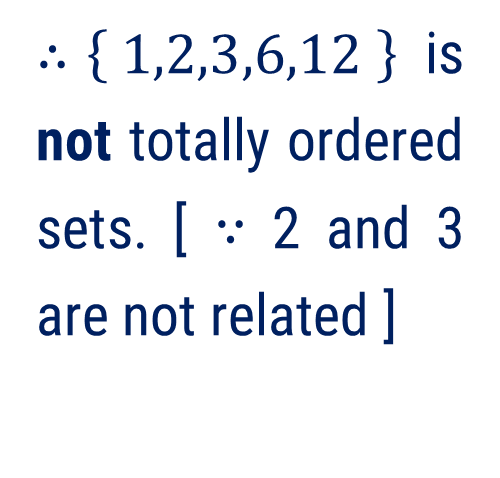 ∴ { 1,2,3,6,12 } is
not totally ordered
sets. [ ∵ 2 and 3
are not related ]